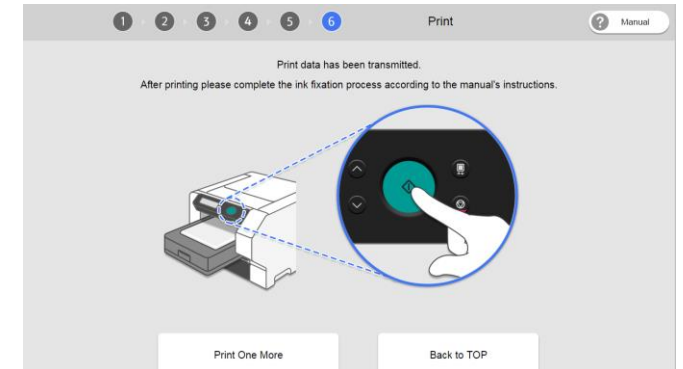 1 2 3 4 5 6 Print ? Manual
Print data has been transmitted.
After printing please complete the ink fixation process according to the manual's instructions.
Print One More Back to TOP